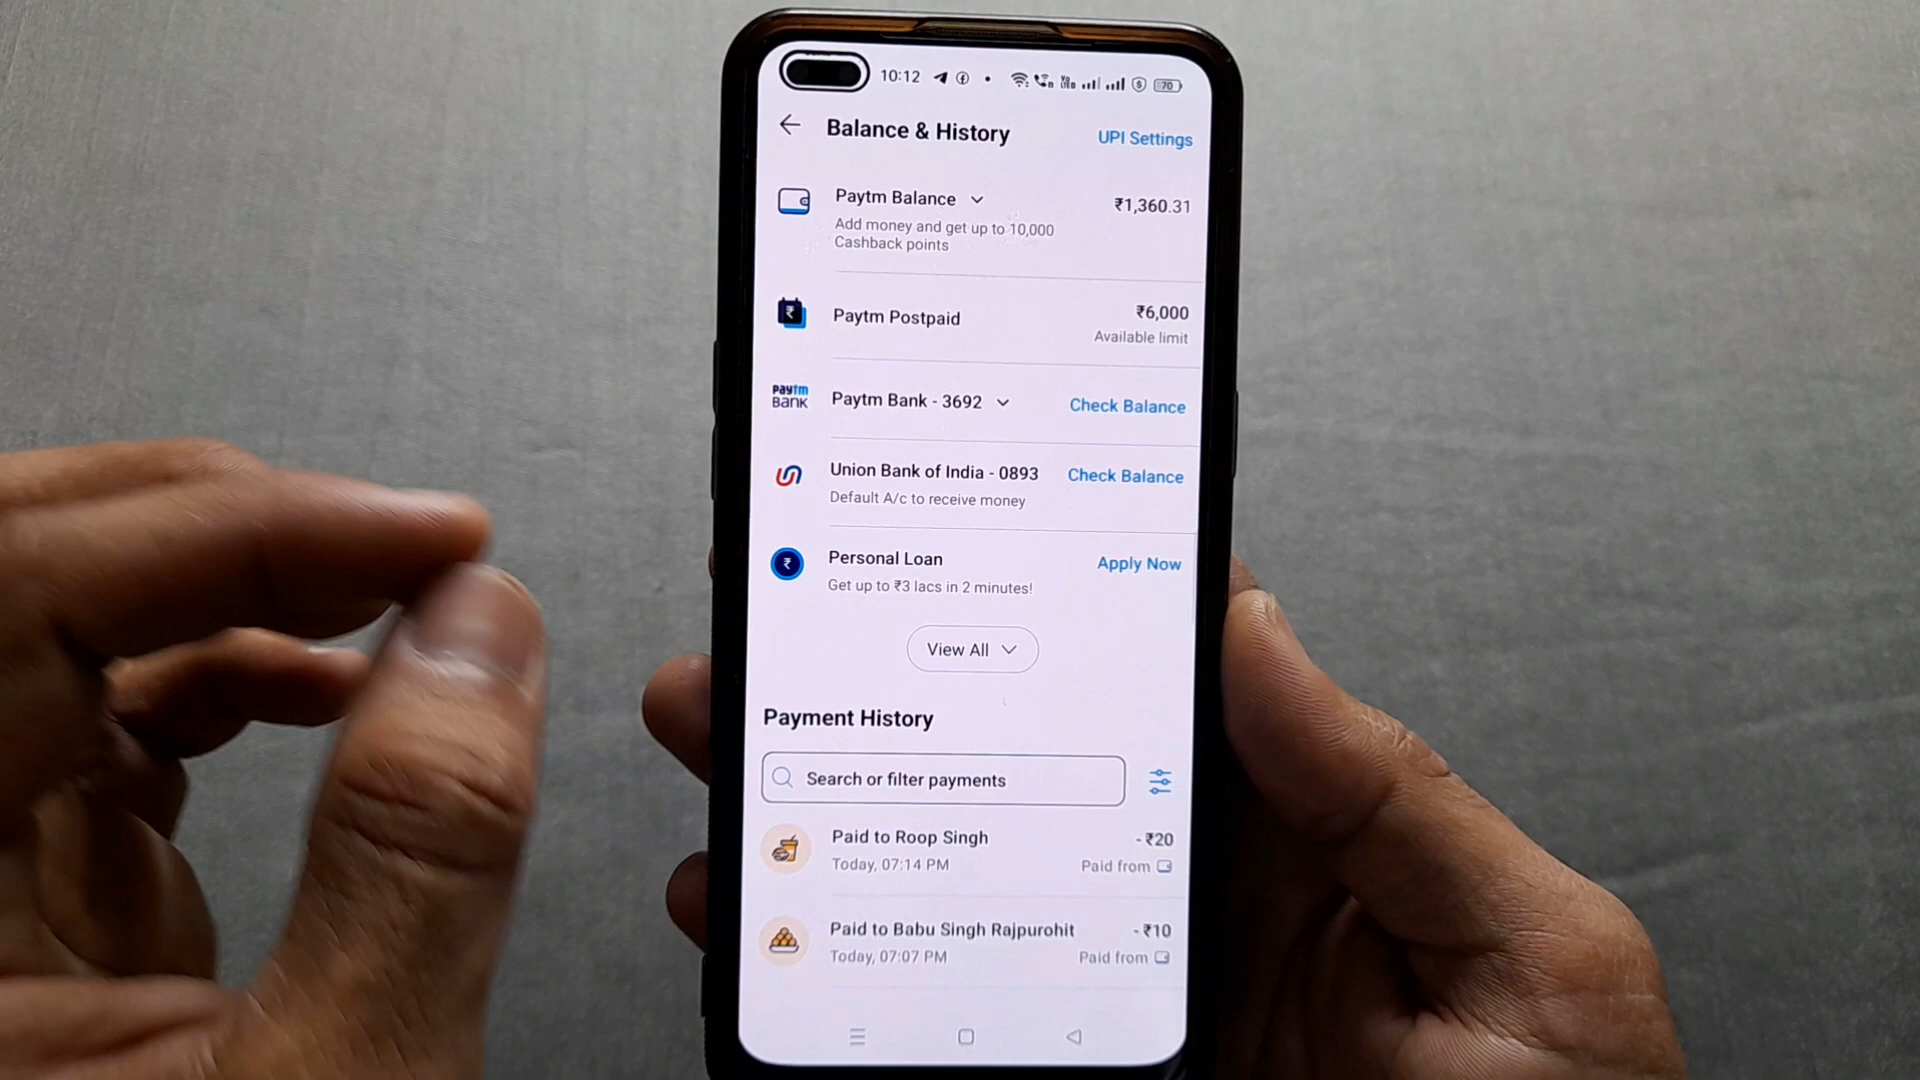 10:12
70
Balance & History
UPI Settings
Paytm Balance
₹1,360.31
Add money and get up to 10,000
Cashback points
Paytm Postpaid
₹6,000
Available limit
paytm
BANK
Paytm Bank - 3692
Check Balance
Union Bank of India - 0893
Check Balance
Default A/c to receive money
Personal Loan
Apply Now
Get up to ₹3 lacs in 2 minutes!
View All
Payment History
Search or filter payments
Paid to Roop Singh
- ₹20
Today, 07:14 PM
Paid from
Paid to Babu Singh Rajpurohit
- ₹10
Today, 07:07 PM
Paid from